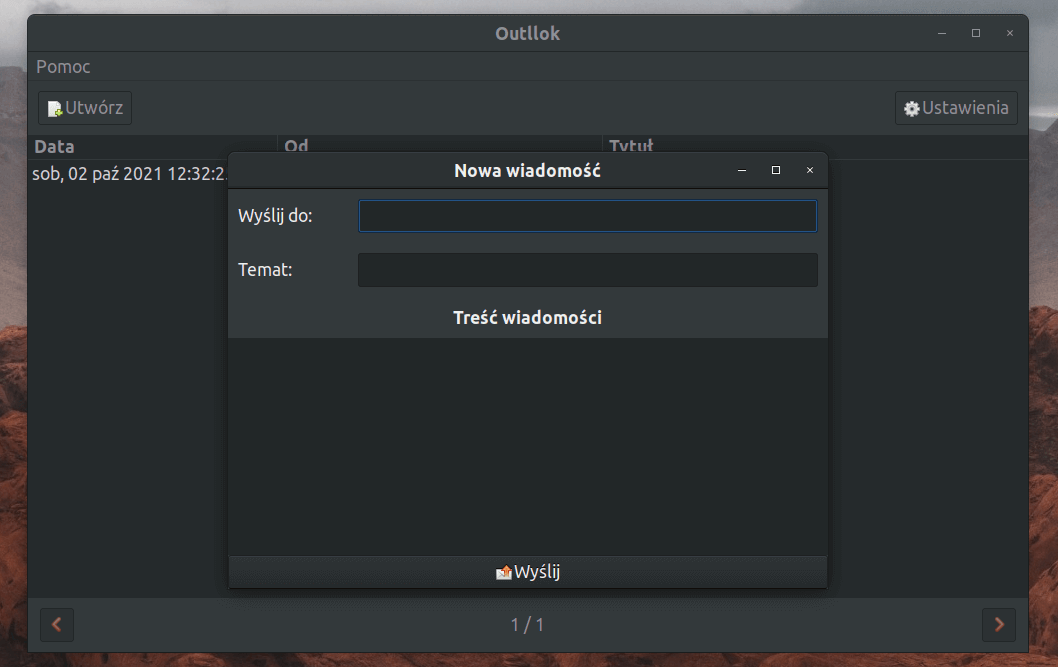 Outllok
Pomoc
Utwórz
Ustawienia
Data Od Tytuł
sob, 02 paź 2021 12:32:2
Nowa wiadomość
Wyślij do:
Temat:
Treść wiadomości
Wyślij
1 / 1